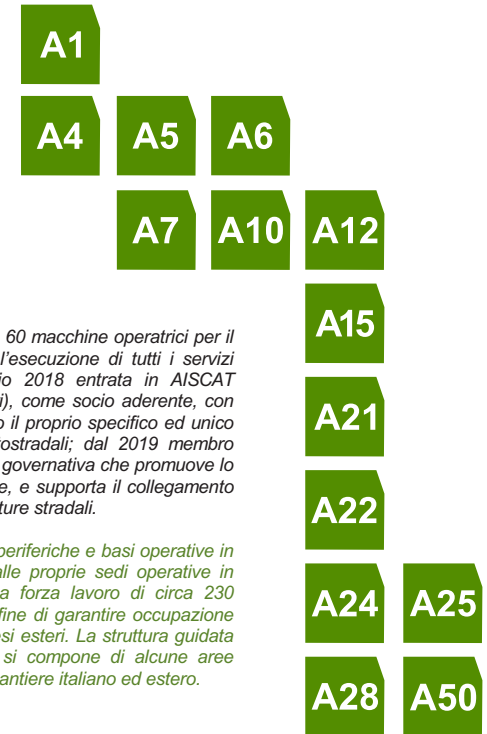 A1
A4 A5 A6
A7 A10 A12
A15
A21
A22
A24 A25
A28 A50
60 macchine operatrici per il
l'esecuzione di tutti i servizi
io 2018 entrata in AISCAT
i), come socio aderente, con
o il proprio specifico ed unico
tostradali; dal 2019 membro
governativa che promuove lo
e, e supporta il collegamento
ture stradali.
periferiche e basi operative in
alle proprie sedi operative in
a forza lavoro di circa 230
fine di garantire occupazione
si esteri. La struttura guidata
si compone di alcune aree
antiere italiano ed estero.